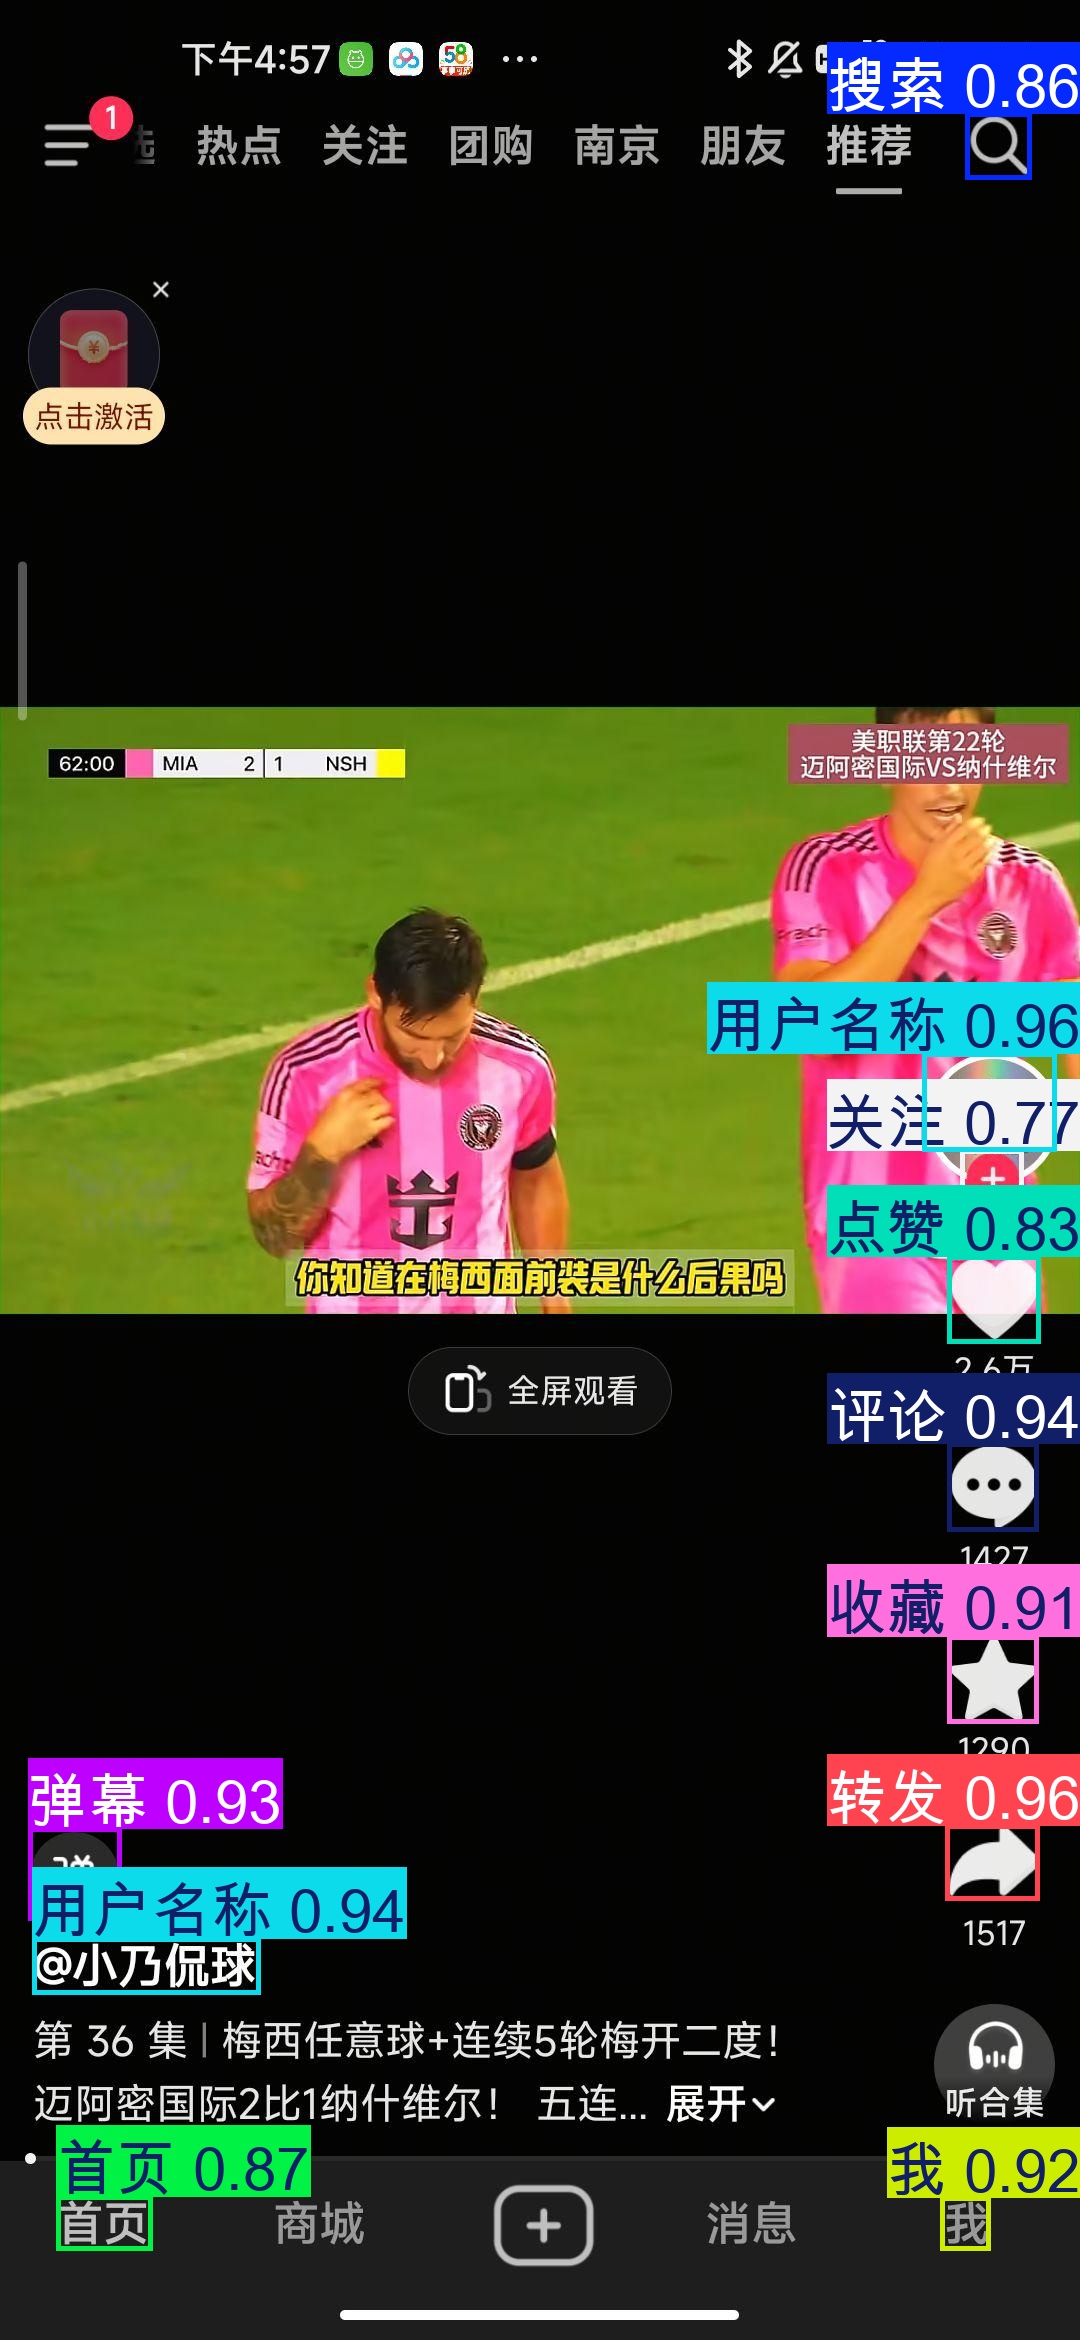 下午4:57
58
搜索 0.86
1
选 热点 关注 团购 南京 朋友 推荐
点击激活
62:00 MIA 2 1 NSH
美职联第22轮
迈阿密国际VS纳什维尔
用户名称 0.96
关注 0.77
点赞 0.83
你知道在梅西面前装是什么后果吗
2.6万
全屏观看
评论 0.94
1427
收藏 0.91
1290
弹幕 0.93
转发 0.96
用户名称 0.94
1517
@小乃侃球
第 36 集 | 梅西任意球+连续5轮梅开二度!
迈阿密国际2比1纳什维尔! 五连... 展开
听合集
首页 0.87
我 0.92
首页 商城 消息 我